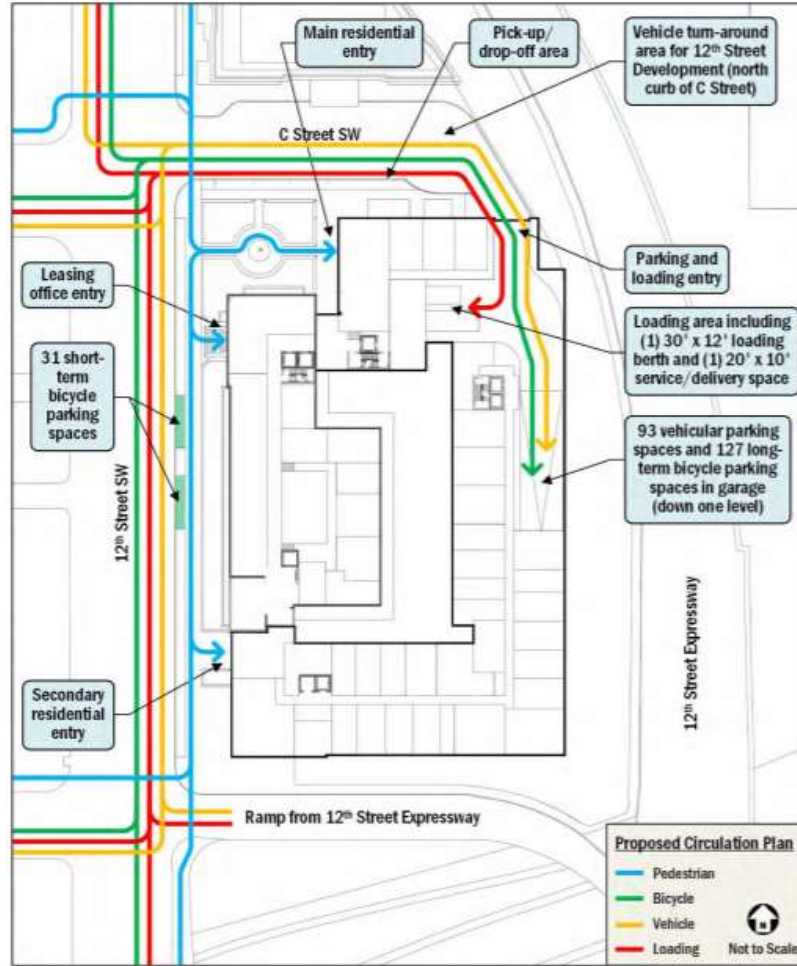 Main residential
entry
Pick-up/
drop-off area
Vehicle turn-around
area for 12th Street
Development (north
curb of C Street)
C Street SW
Leasing
office entry
31 short-
term
bicycle
parking
spaces
Parking and
loading entry
Loading area including
(1) 30' x 12' loading
berth and (1) 20' x 10'
service/delivery space
93 vehicular parking
spaces and 127 long-
term bicycle parking
spaces in garage
(down one level)
12th Street SW
12th Street Expressway
Secondary
residential
entry
Ramp from 12th Street Expressway
Proposed Circulation Plan
Pedestrian
Bicycle
Vehicle
Loading
N
Not to Scale